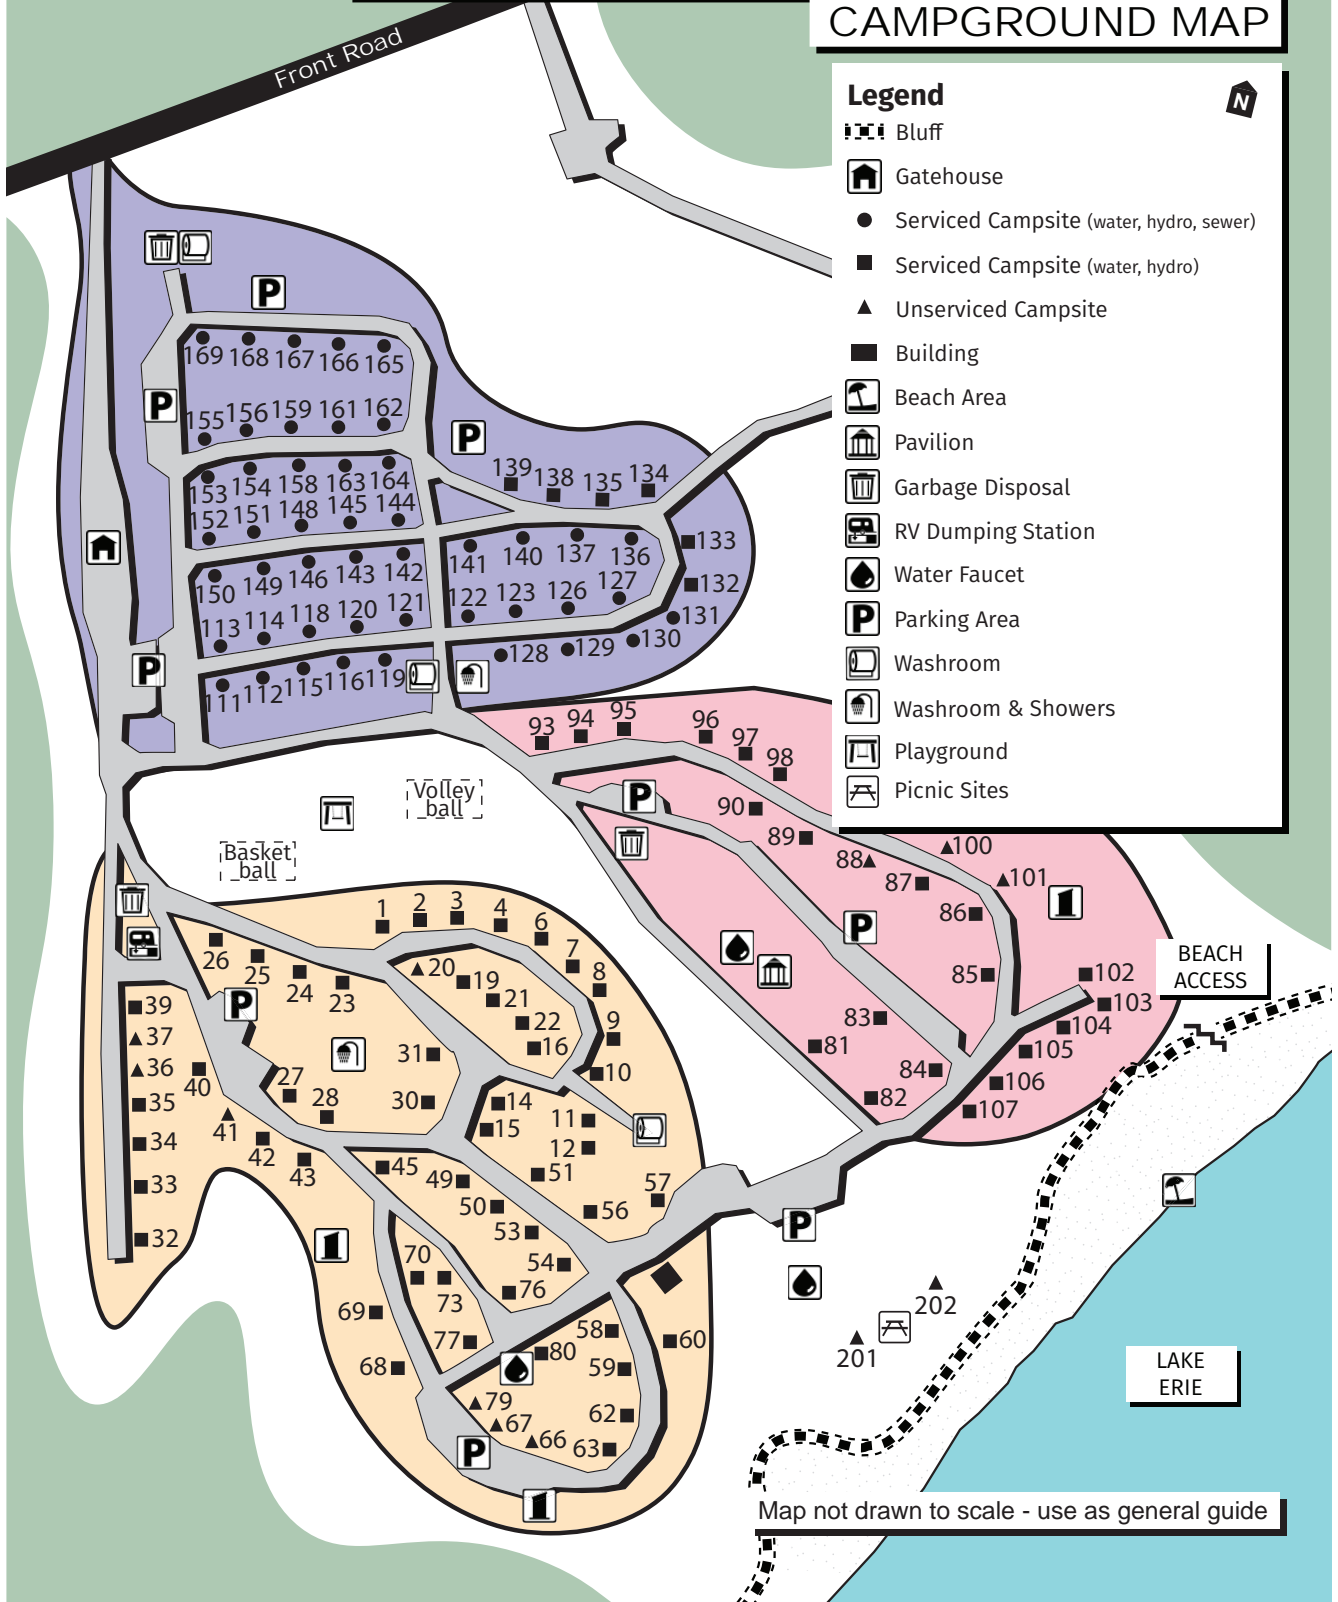 CAMPGROUND MAP
Front Road
Legend
N
Bluff
Gatehouse
Serviced Campsite (water, hydro, sewer)
Serviced Campsite (water, hydro)
Unserviced Campsite
Building
Beach Area
Pavilion
Garbage Disposal
RV Dumping Station
Water Faucet
P Parking Area
Washroom
Washroom & Showers
Playground
Picnic Sites
P
169 168 167 166 165
P
155 156 159 161 162
P
139 138 135 134
153 154 158 163 164
152 151 148 145 144
133
141 140 137 136
150 149 146 143 142
132
122 123 126 127
113 114 118 120 121
131
130
128 129
P
111 112 115 116 119
93 94 95 96 97 98
Volley
ball
P
90
89
88
87
86
85
100
101
Basket
ball
P
102
103
104
105
106
107
BEACH
ACCESS
83
81
84
82
1 2 3 4 6 7 8 9 10
26 25 24 23
20 19 21 22 16
P
39
37
36
35
34
33
32
40
41
42
43
27
28
31
30
14
15
11
12
51
57
56
45
49
50
53
54
76
70
73
77
69
68
P
58
59
60
62
63
80
79
67
66
P
202
201
LAKE
ERIE
Map not drawn to scale - use as general guide